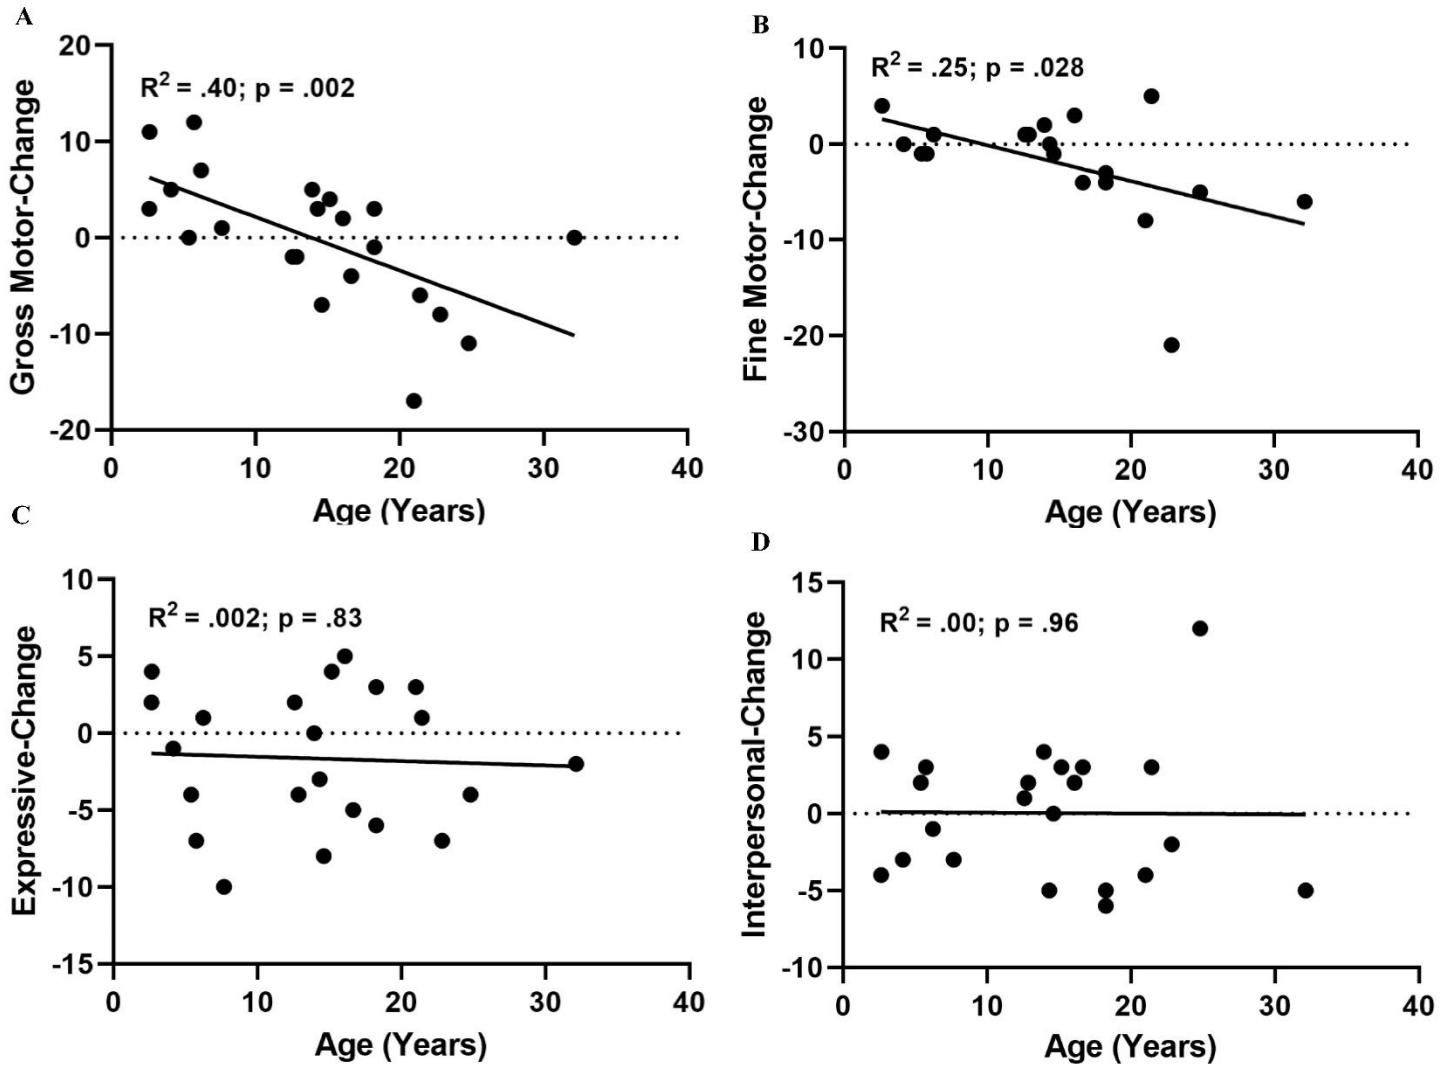 A
20
10
0
-10
-20
Gross Motor-Change
R² = .40; p = .002
0 10 20 30 40
Age (Years)
B
10
0
-10
-20
-30
Fine Motor-Change
R² = .25; p = .028
0 10 20 30 40
Age (Years)
C
10
5
0
-5
-10
-15
Expressive-Change
R² = .002; p = .83
0 10 20 30 40
Age (Years)
D
15
10
5
0
-5
-10
Interpersonal-Change
R² = .00; p = .96
0 10 20 30 40
Age (Years)